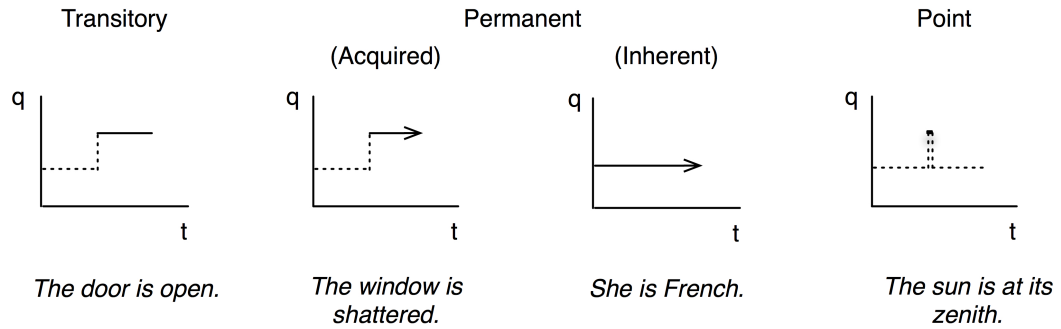 Transitory Permanent Point
(Acquired) (Inherent)
q q q q
t t t t
The door is open. The window is She is French. The sun is at its
shattered. zenith.